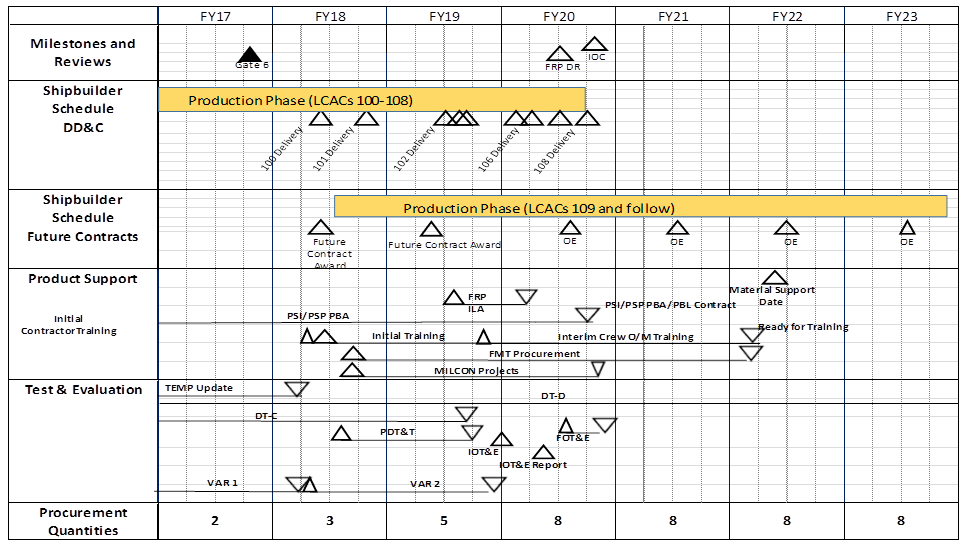 FY17 FY18 FY19 FY20 FY21 FY22 FY23
Milestones and
Reviews
Gate 6
FRP DR
IOC
Shipbuilder
Schedule
DD&C
Production Phase (LCACs 100-108)
100 Delivery
101 Delivery
102 Delivery
106 Delivery
108 Delivery
Shipbuilder
Schedule
Future Contracts
Production Phase (LCACs 109 and follow)
Future
Contract
Award
Future Contract Award
OE
OE
OE
OE
Product Support
Initial
Contractor Training
Material Support
Date
FRP
ILA
PSI/PSP PBA/PBL Contract
PSI/PSP PBA
Ready for Training
Initial Training
Interim Crew O/M Training
FMT Procurement
MILCON Projects
Test & Evaluation
TEMP Update
DT-D
DT-C
PDT&T
FOT&E
IOT&E
IOT&E Report
VAR 1
VAR 2
Procurement
Quantities
2 3 5 8 8 8 8